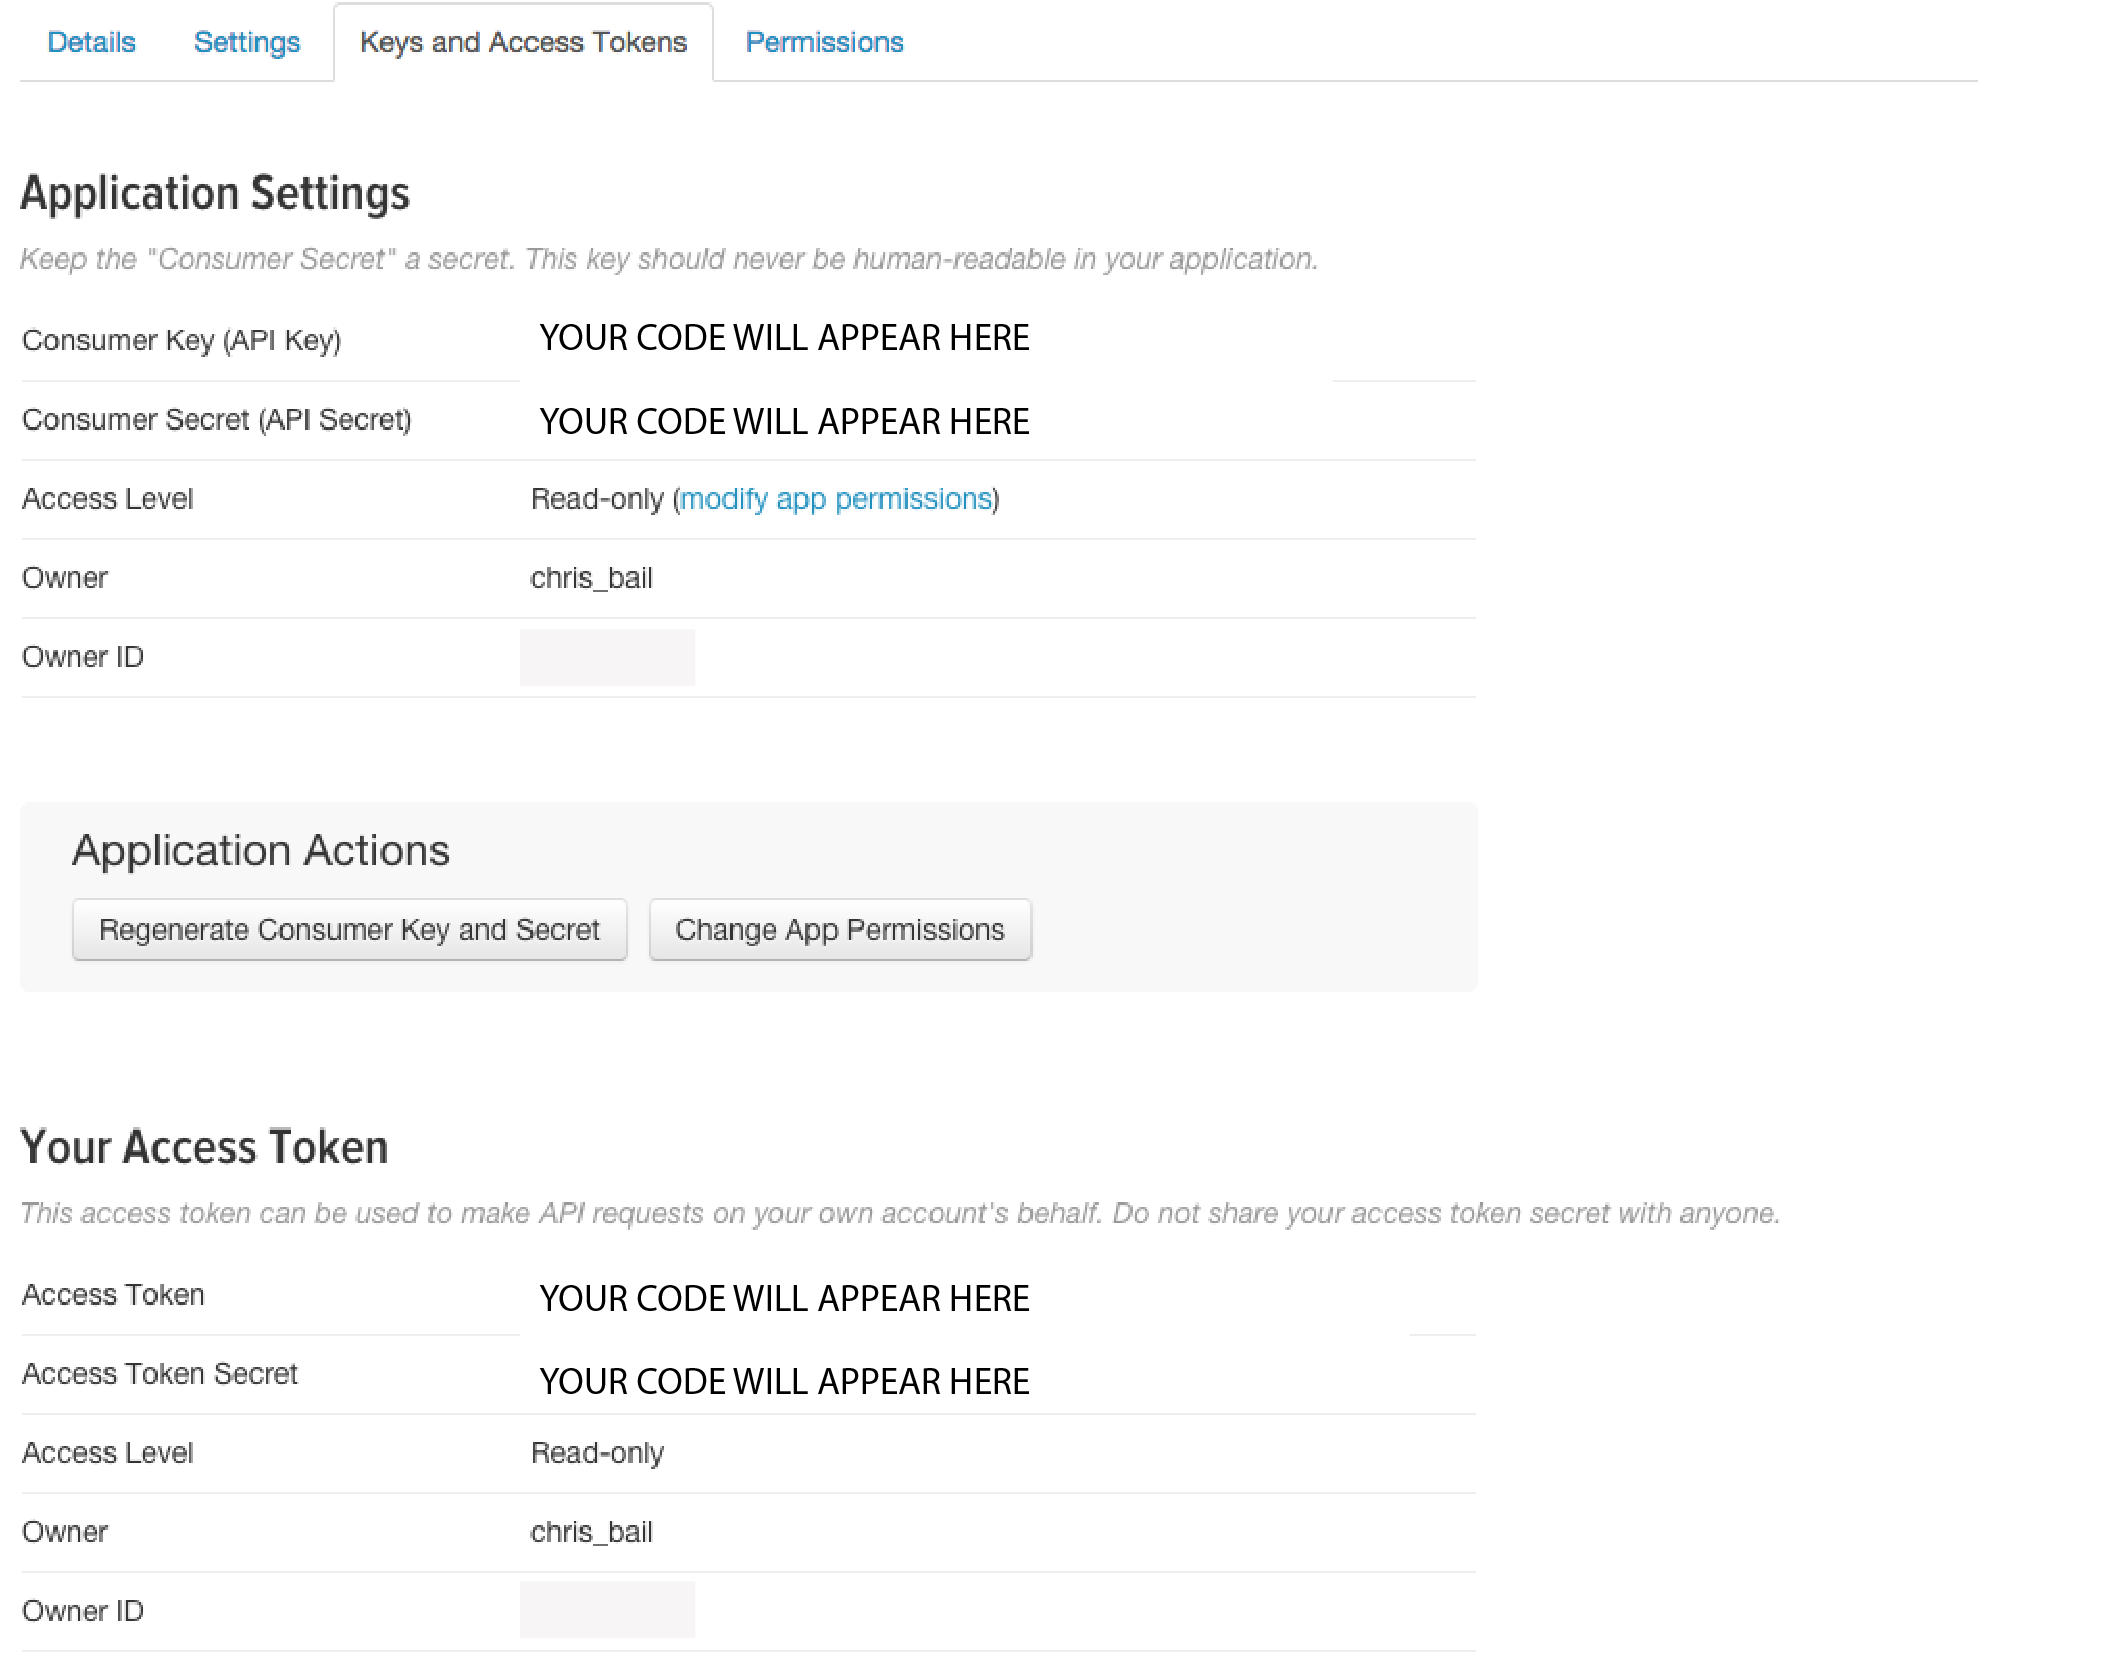 Details Settings Keys and Access Tokens Permissions
Application Settings
Keep the "Consumer Secret" a secret. This key should never be human-readable in your application.
Consumer Key (API Key) YOUR CODE WILL APPEAR HERE
Consumer Secret (API Secret) YOUR CODE WILL APPEAR HERE
Access Level Read-only (modify app permissions)
Owner chris_bail
Owner ID
Application Actions
Regenerate Consumer Key and Secret Change App Permissions
Your Access Token
This access token can be used to make API requests on your own account's behalf. Do not share your access token secret with anyone.
Access Token YOUR CODE WILL APPEAR HERE
Access Token Secret YOUR CODE WILL APPEAR HERE
Access Level Read-only
Owner chris_bail
Owner ID